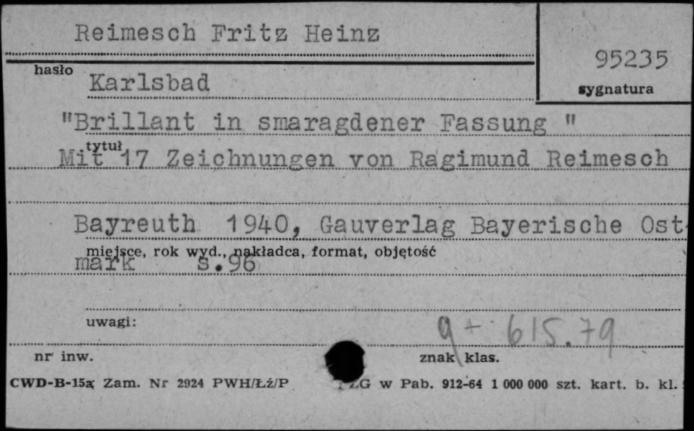 Reimesch Fritz Heinz
95235
hasło
Karlsbad
sygnatura
"Brillant in smaragdener Fassung "
tytuł
Mit 17 Zeichnungen von Ragimund Reimesch
Bayreuth 1940, Gauverlag Bayerische Ost-
miejsce, rok wyd., nakładca, format, objętość
mark s.96
uwagi:
9+ 615.79
nr inw.
znak klas.
CWD-B-15a Zam. Nr 2924 PWH/Łź/P
w Pab. 912-64 1 000 000 szt. kart. b. kl.